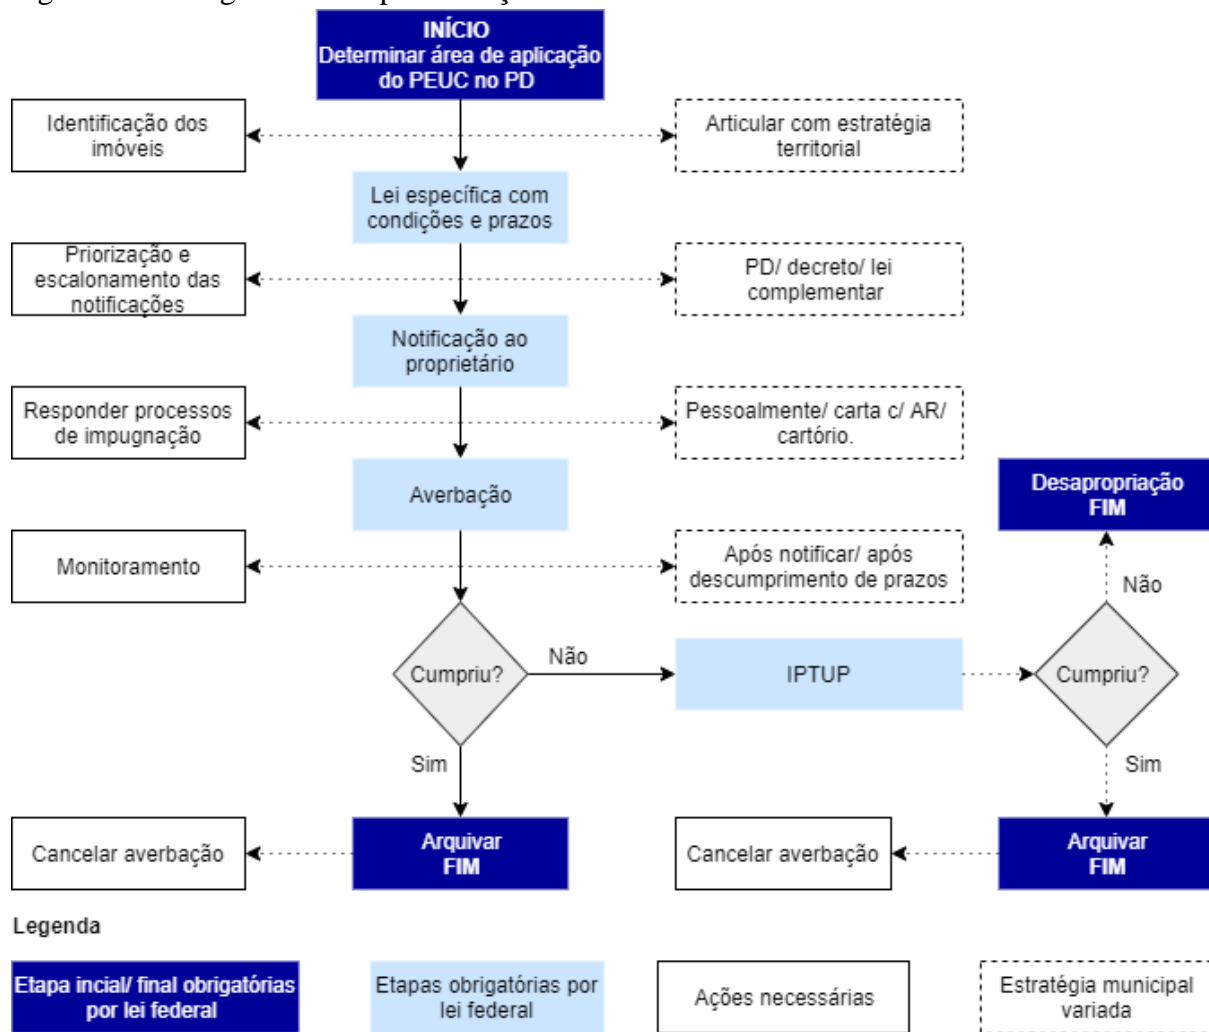 INÍCIO
Determinar área de aplicação
do PEUC no PD
Identificação dos
imóveis
Articular com estratégia
territorial
Lei específica com
condições e prazos
Priorização e
escalonamento das
notificações
PD/ decreto/ lei
complementar
Notificação ao
proprietário
Responder processos
de impugnação
Pessoalmente/ carta c/ AR/
cartório.
Averbação
Desapropriação
FIM
Monitoramento
Após notificar/ após
descumprimento de prazos
Não
Cumpriu?
Não
IPTUP
Cumpriu?
Sim
Sim
Cancelar averbação
Arquivar
FIM
Cancelar averbação
Arquivar
FIM
Legenda
Etapa incial/ final obrigatórias
por lei federal
Etapas obrigatórias por
lei federal
Ações necessárias
Estratégia municipal
variada